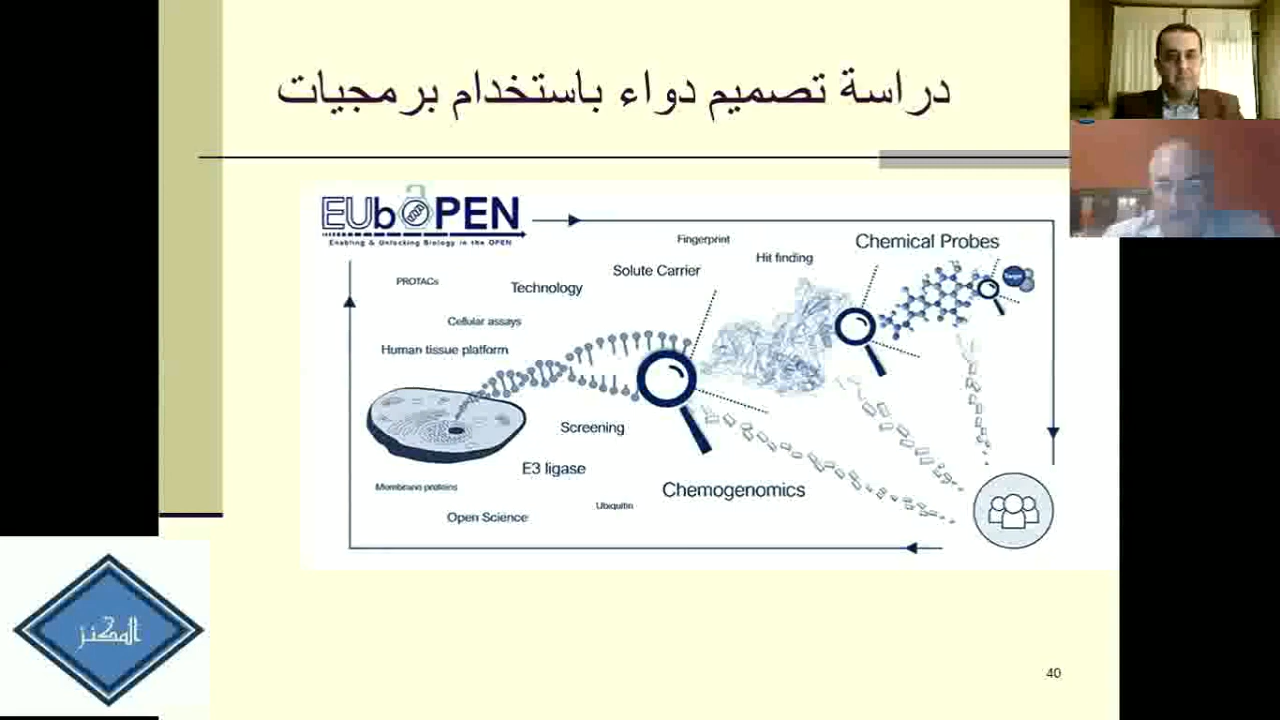 دراسة تصميم دواء باستخدام برمجيات
EUbOPEN
Enabling & Unlocking Biology in the OPEN
Fingerprint
Chemical Probes
Hit finding
Solute Carrier
Target
PROTACs
Technology
Cellular assays
Human tissue platform
Screening
E3 ligase
Membrane proteins
Chemogenomics
Ubiquitin
Open Science
المكنز
40